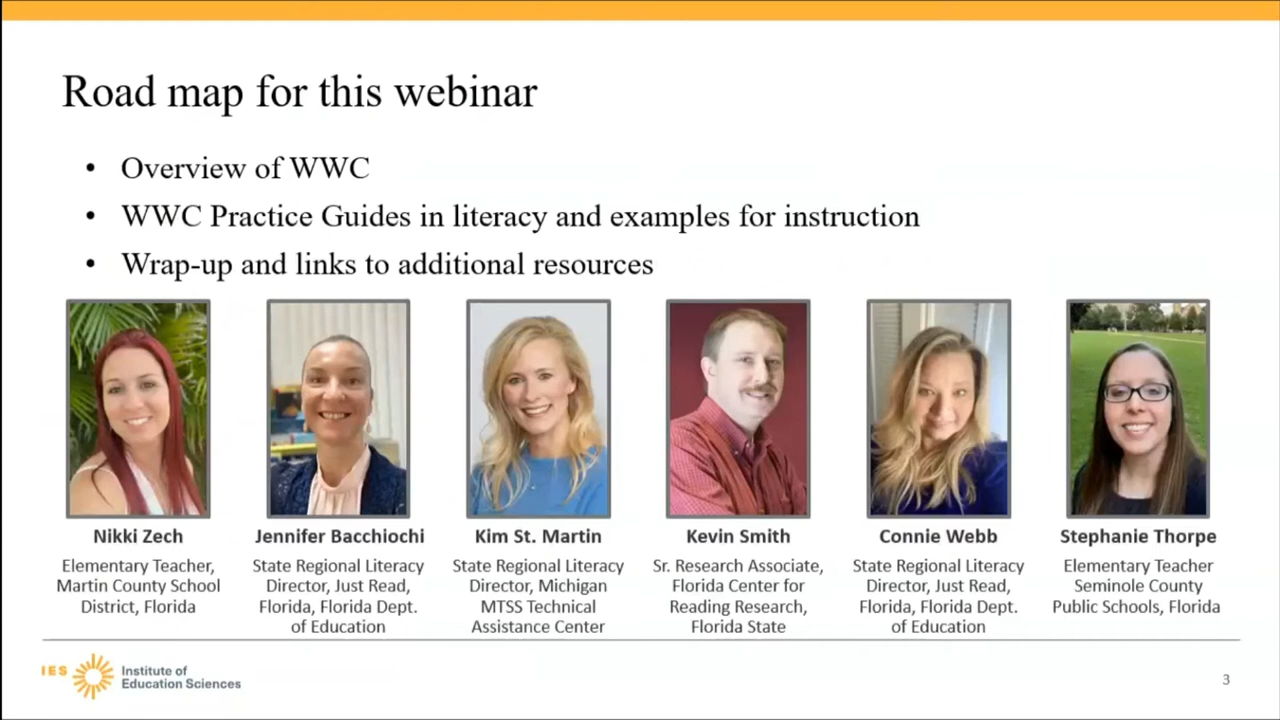 Road map for this webinar
• Overview of WWC
• WWC Practice Guides in literacy and examples for instruction
• Wrap-up and links to additional resources
Nikki Zech
Elementary Teacher,
Martin County School
District, Florida
Jennifer Bacchiochi
State Regional Literacy
Director, Just Read,
Florida, Florida Dept.
of Education
Kim St. Martin
State Regional Literacy
Director, Michigan
MTSS Technical
Assistance Center
Kevin Smith
Sr. Research Associate,
Florida Center for
Reading Research,
Florida State
Connie Webb
State Regional Literacy
Director, Just Read,
Florida, Florida Dept.
of Education
Stephanie Thorpe
Elementary Teacher
Seminole County
Public Schools, Florida
IES
Institute of
Education Sciences
3